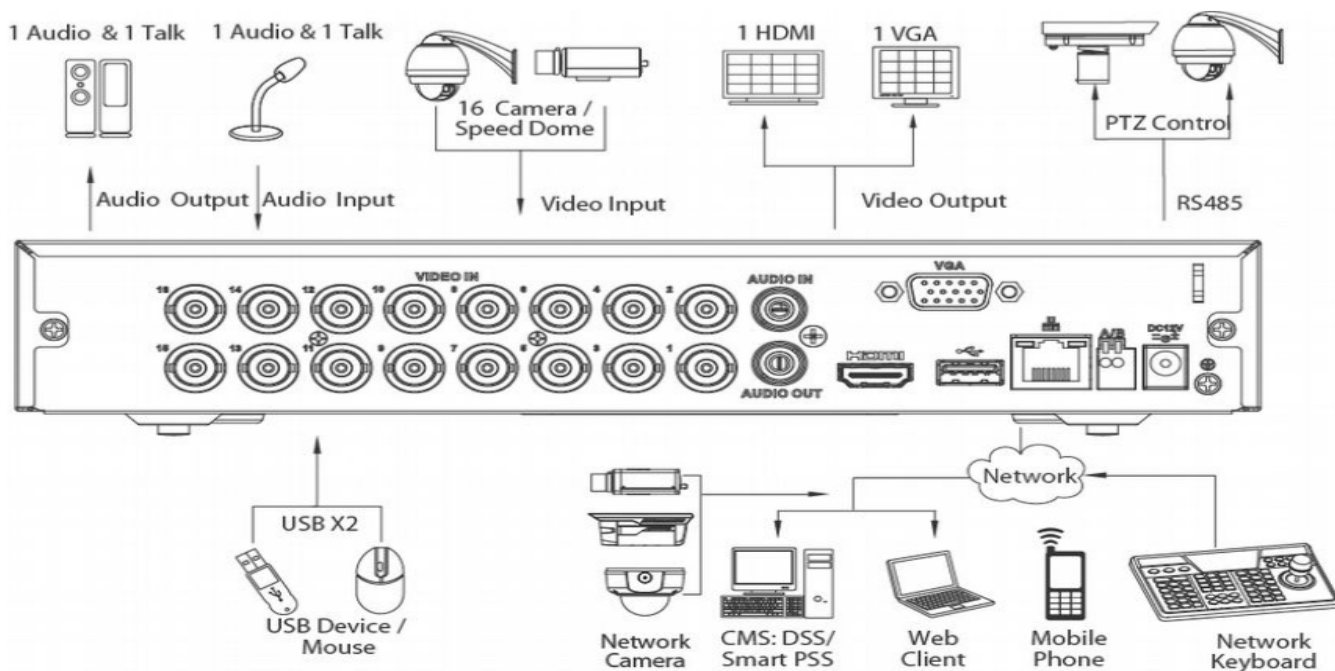 1 Audio & 1 Talk
1 Audio & 1 Talk
16 Camera /
Speed Dome
1 HDMI
1 VGA
PTZ Control
Audio Output
Audio Input
Video Input
Video Output
RS485
VIDEO IN
16 14 12 10 8 6 4 2
15 13 11 9 7 5 3 1
AUDIO IN
AUDIO OUT
VGA
HDMI
A/B
DC12V
USB X2
USB Device /
Mouse
Network
Network
Camera
CMS: DSS/
Smart PSS
Web
Client
Mobile
Phone
Network
Keyboard